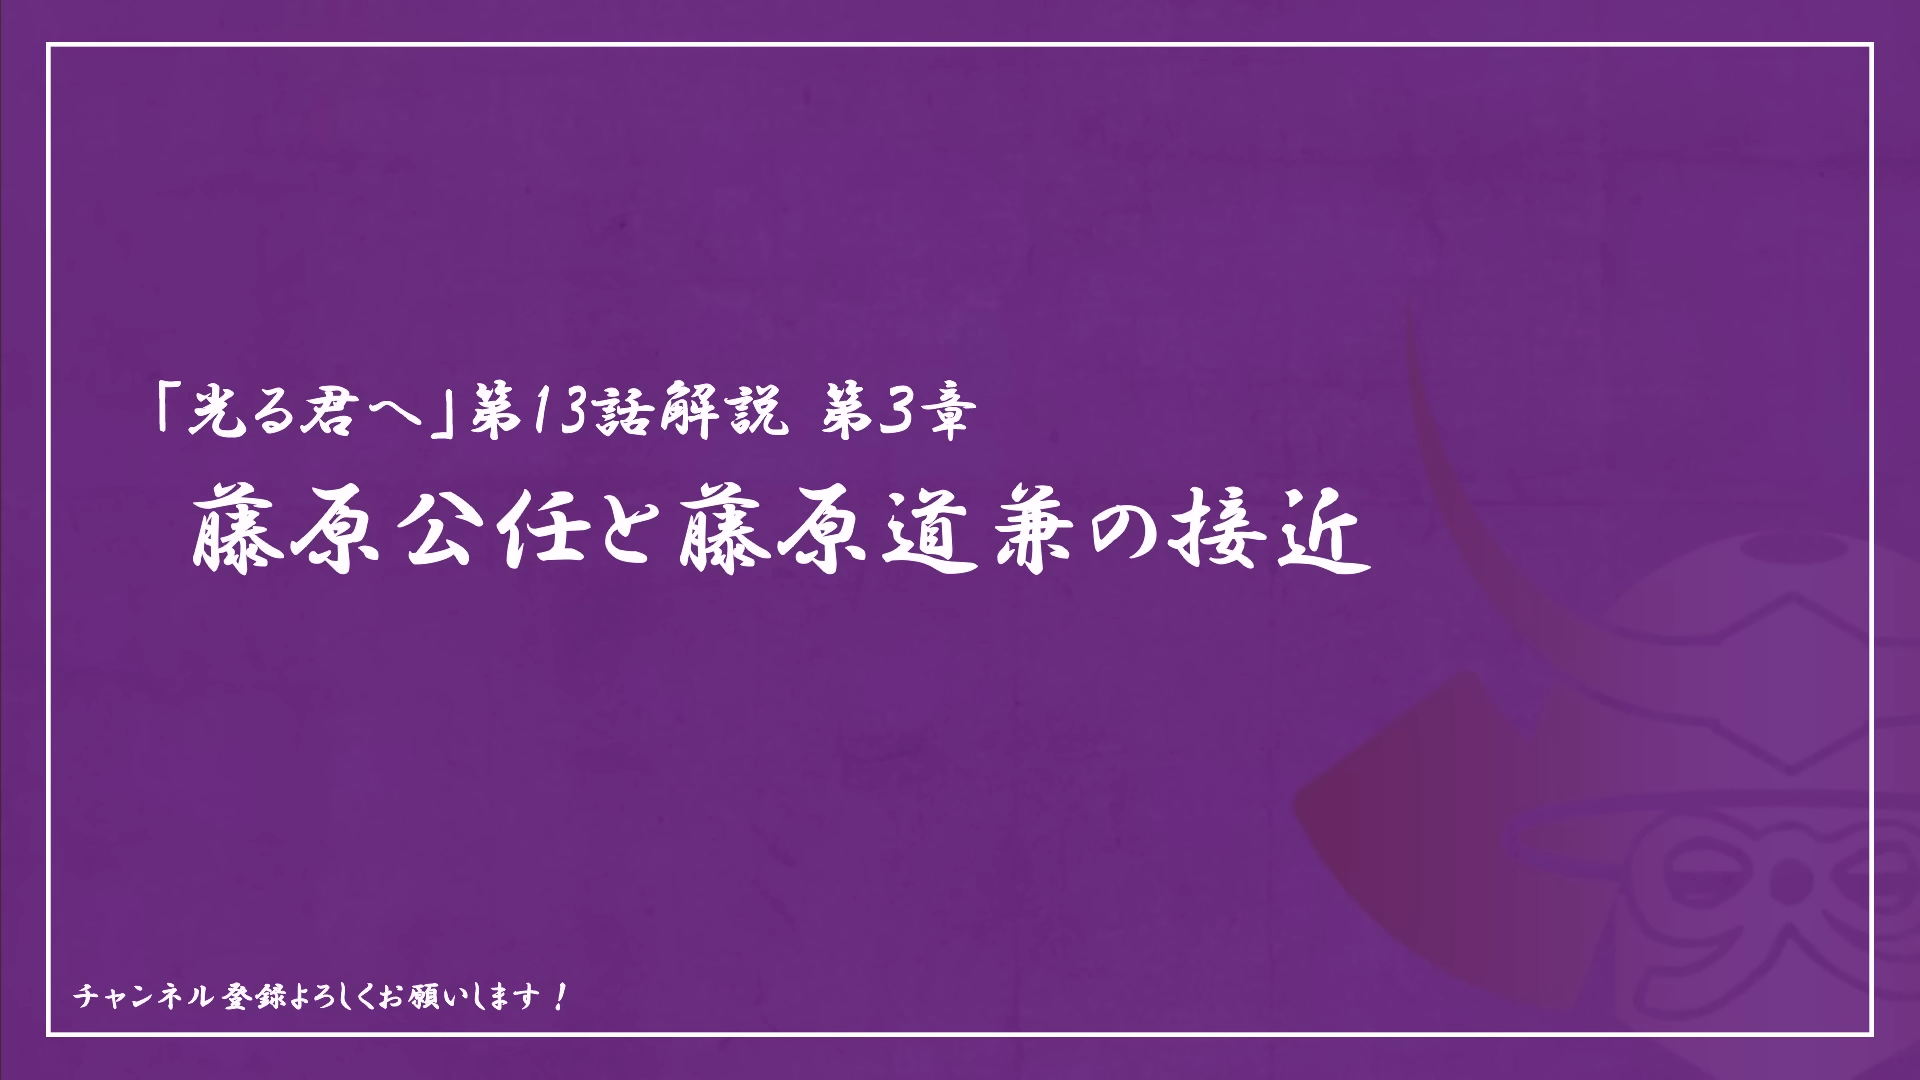 「光る君へ」第13話解説 第3章
藤原公任と藤原道兼の接近
チャンネル登録よろしくお願いします！